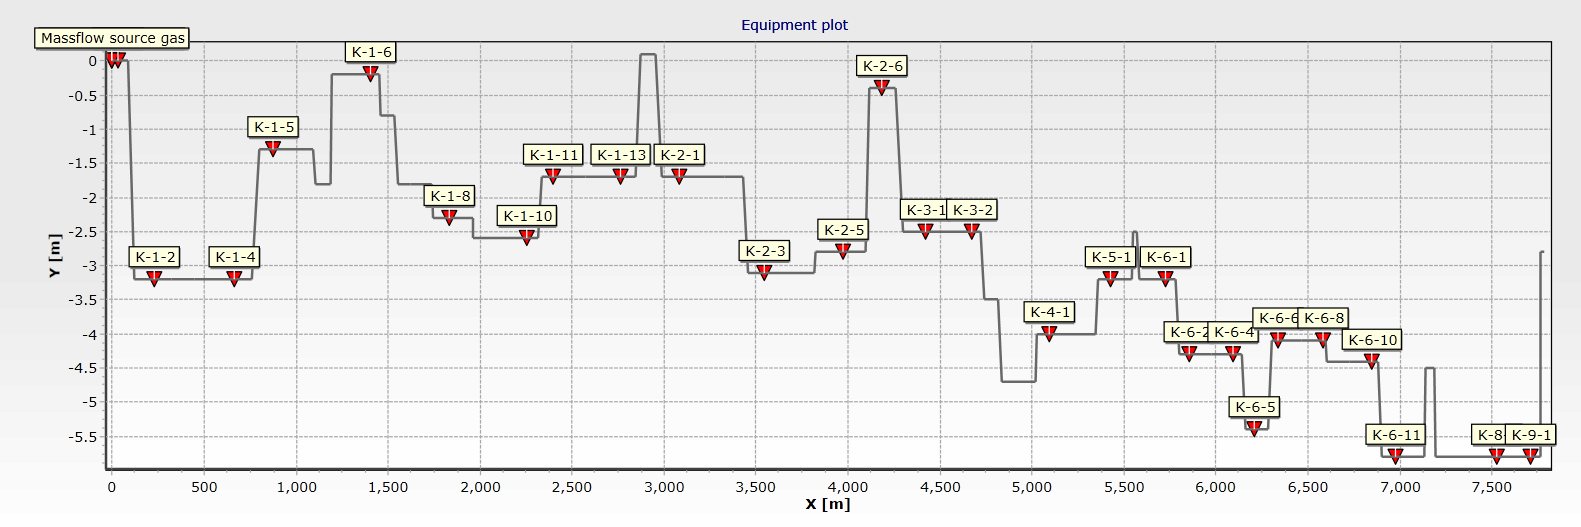 Equipment plot
Massflow source gas
K-1-6
K-2-6
K-1-5
K-1-11
K-1-13
K-2-1
K-1-8
K-1-10
K-3-1
K-3-2
K-2-5
K-2-3
K-1-2
K-1-4
K-5-1
K-6-1
K-4-1
K-6-6
K-6-8
K-6-2
K-6-4
K-6-10
K-6-5
K-6-11
K-8
K-9-1
0
-0.5
-1
-1.5
-2
-2.5
-3
-3.5
-4
-4.5
-5
-5.5
Y [m]
0
500
1,000
1,500
2,000
2,500
3,000
3,500
4,000
4,500
5,000
5,500
6,000
6,500
7,000
7,500
X [m]